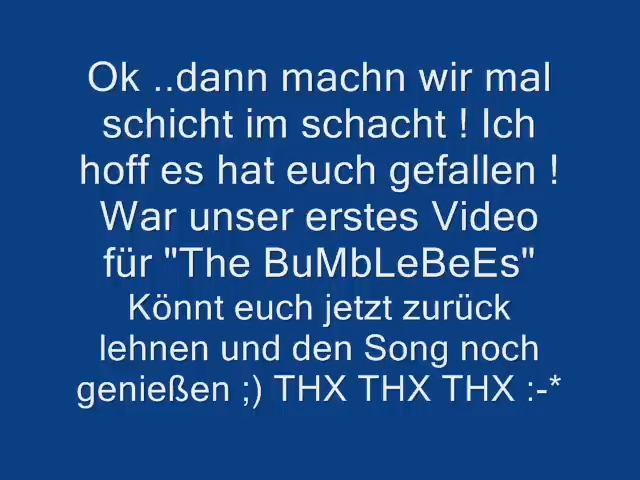 Ok ..dann machn wir mal
schicht im schacht ! Ich
hoff es hat euch gefallen !
War unser erstes Video
für "The BuMbLeBeEs"
Könnt euch jetzt zurück
lehnen und den Song noch
genießen ;) THX THX THX :-*